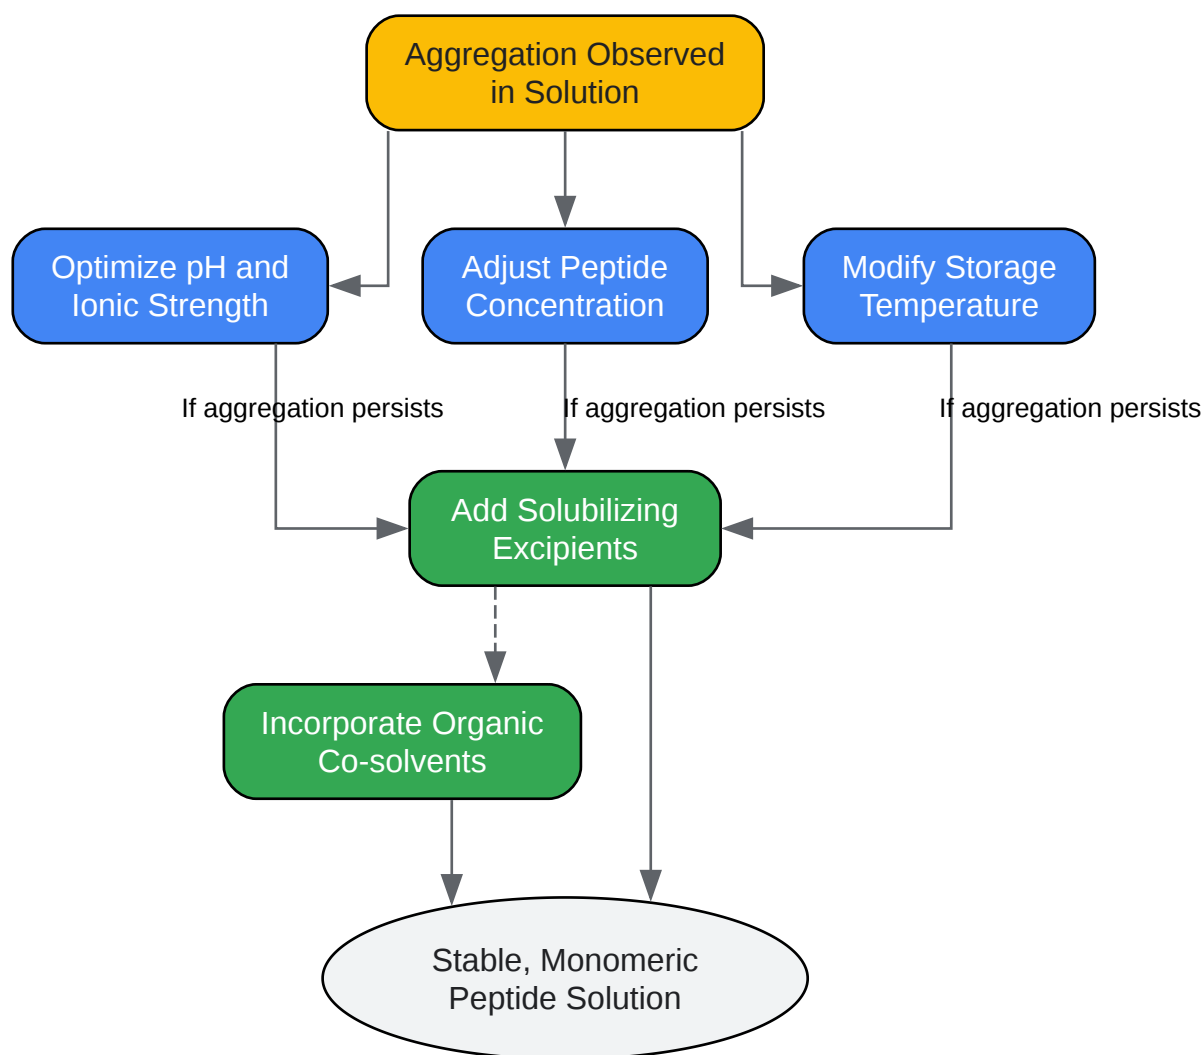 Aggregation Observed
in Solution
Optimize pH and
Ionic Strength
Adjust Peptide
Concentration
Modify Storage
Temperature
If aggregation persists
If aggregation persists
If aggregation persists
Add Solubilizing
Excipients
Incorporate Organic
Co-solvents
Stable, Monomeric
Peptide Solution